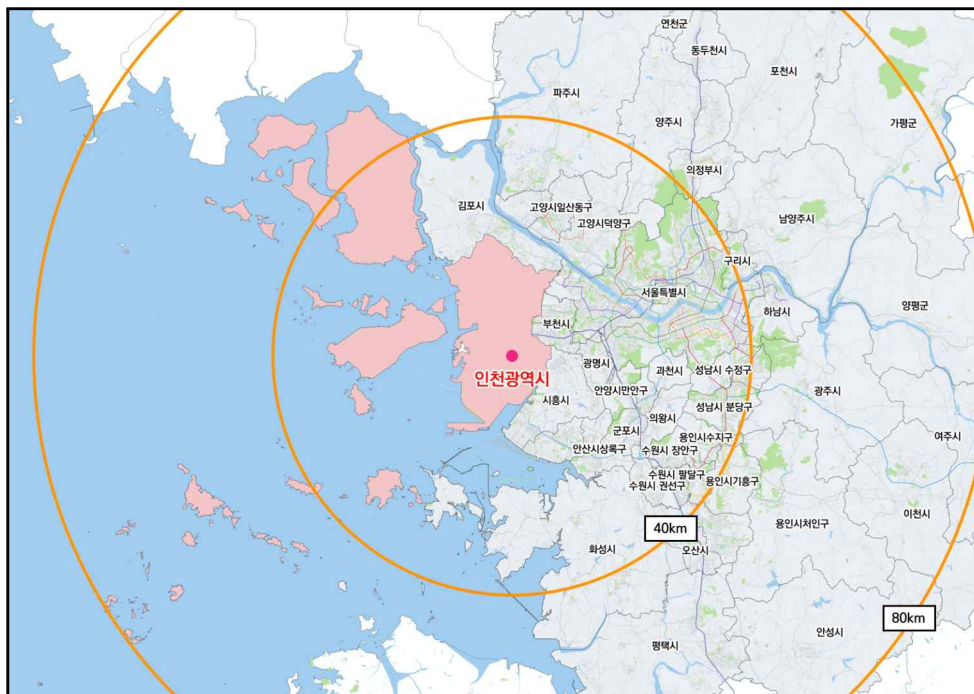 연천군
동두천시
포천시
파주시
가평군
양주시
의정부시
고양시일산동구
김포시
고양시덕양구
남양주시
구리시
서울특별시
양평군
하남시
부천시
광명시
과천시
성남시 수정구
인천광역시
안양시만안구
광주시
시흥시
성남시 분당구
의왕시
군포시
용인시수지구
여주시
안산시상록구
수원시 장안구
수원시 팔달구
용인시기흥구
수원시 권선구
이천시
40km
용인시처인구
화성시
오산시
80km
안성시
평택시